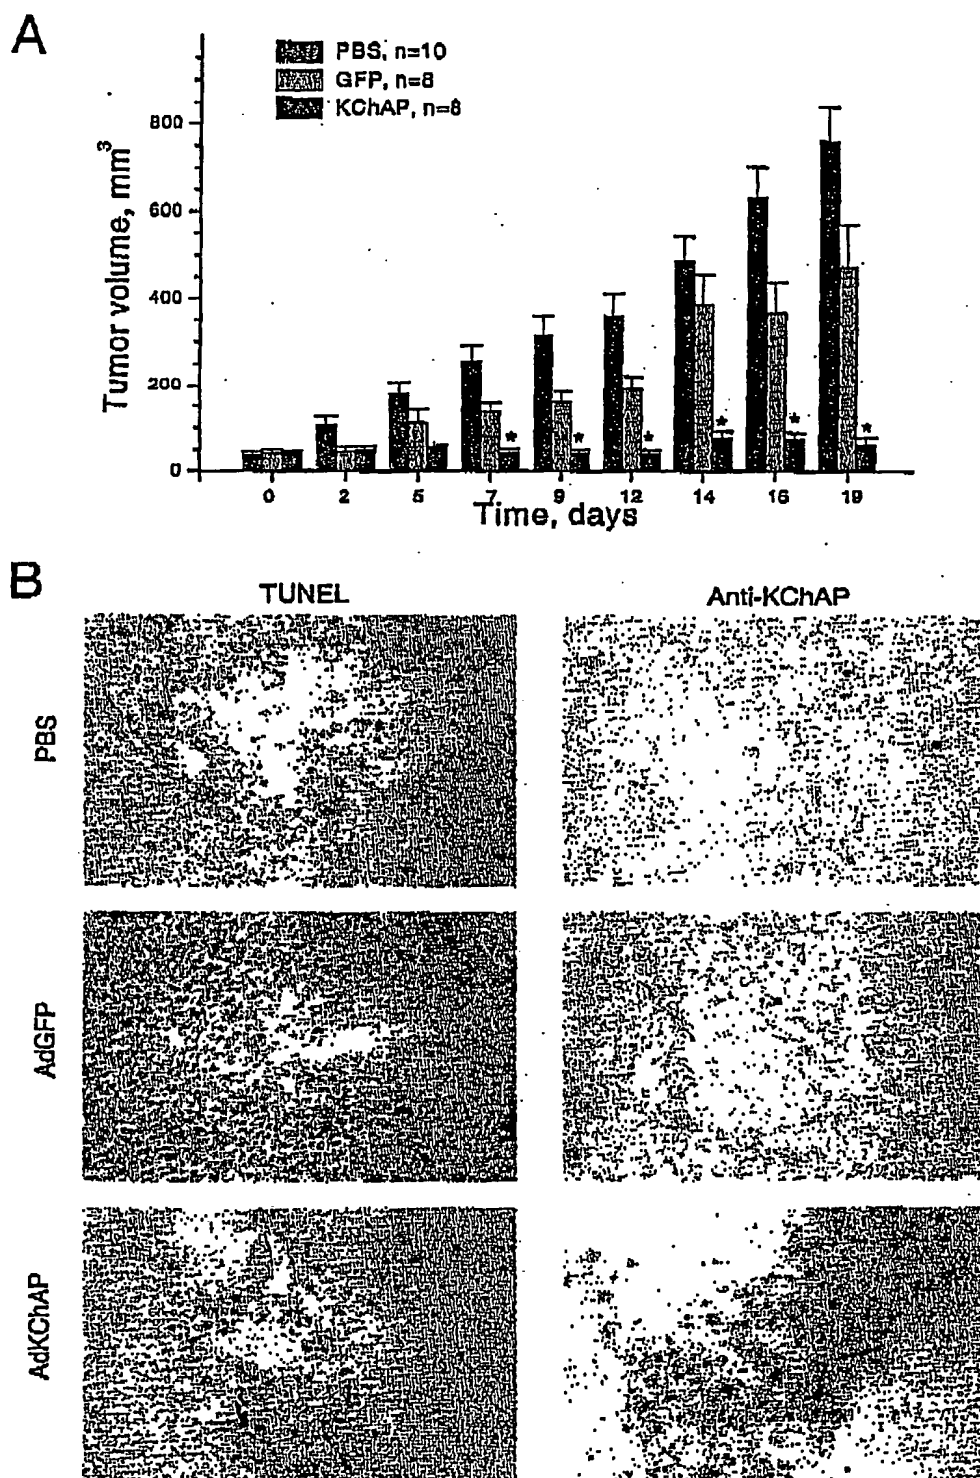 A
PBS, n=10
GFP, n=8
KChAP, n=8
Tumor volume, mm³
800
600
400
200
0
0 2 5 7 9 12 14 16 19
* * * * * *
Time, days
B
TUNEL Anti-KChAP
PBS
AdGFP
AdKChAP